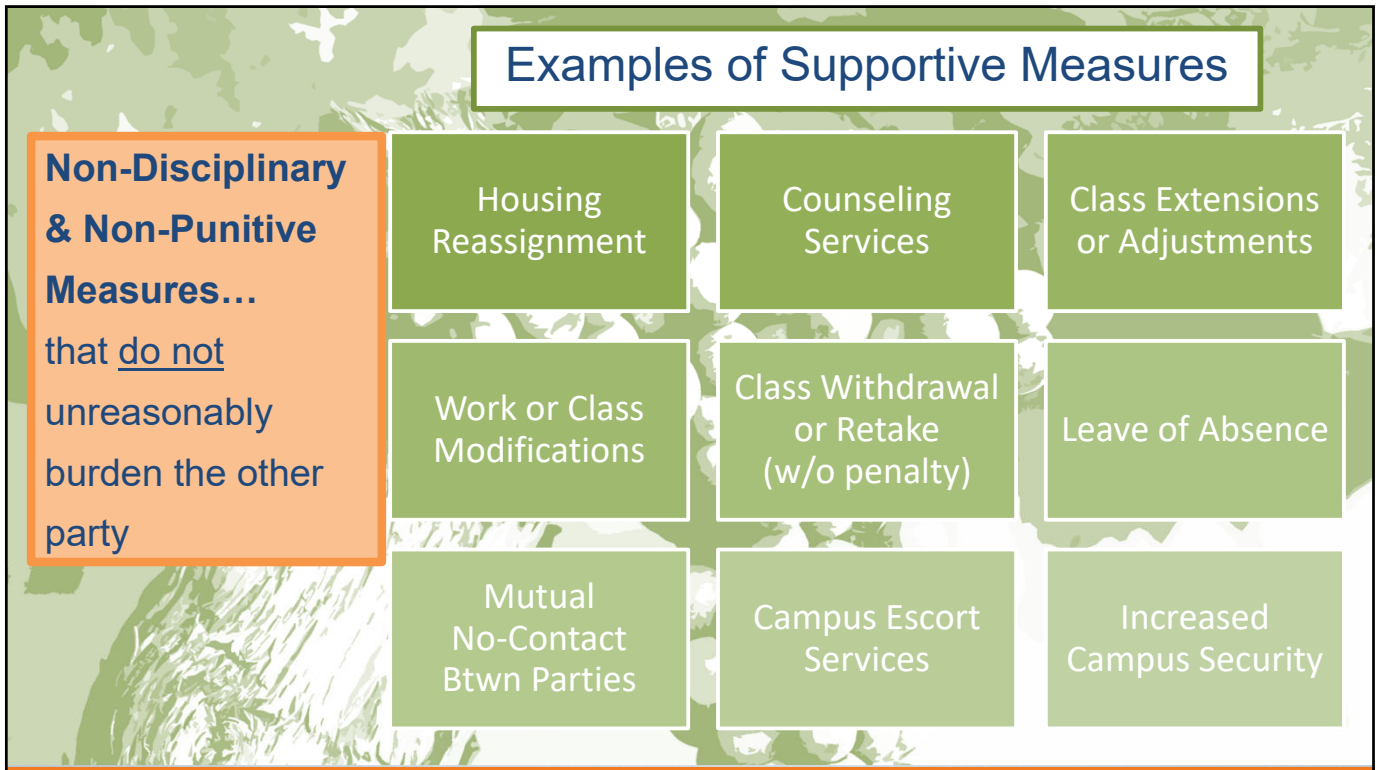 Examples of Supportive Measures
Non-Disciplinary
& Non-Punitive
Measures…
that do not
unreasonably
burden the other
party
Housing
Reassignment
Counseling
Services
Class Extensions
or Adjustments
Work or Class
Modifications
Class Withdrawal
or Retake
(w/o penalty)
Leave of Absence
Mutual
No-Contact
Btwn Parties
Campus Escort
Services
Increased
Campus Security